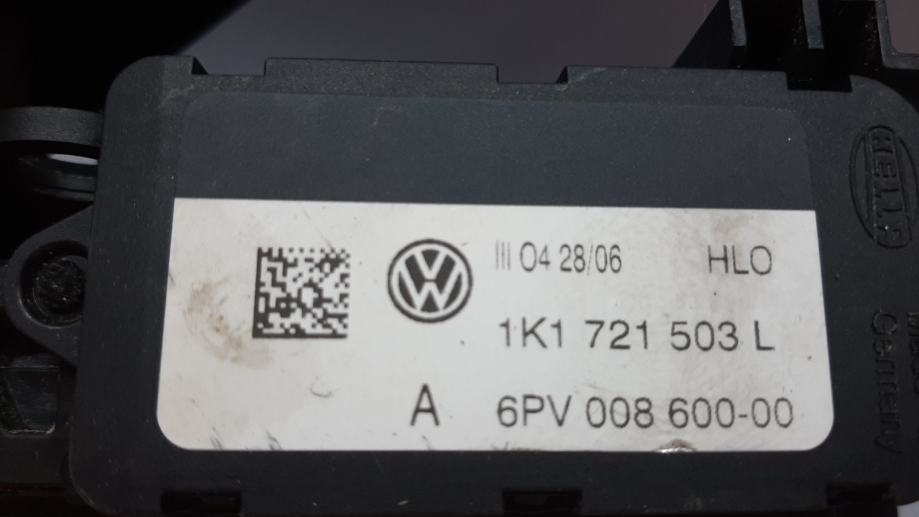 III 04 28/06 HLO
1K1 721 503 L
A 6PV 008 600-00
HELLA
Germany